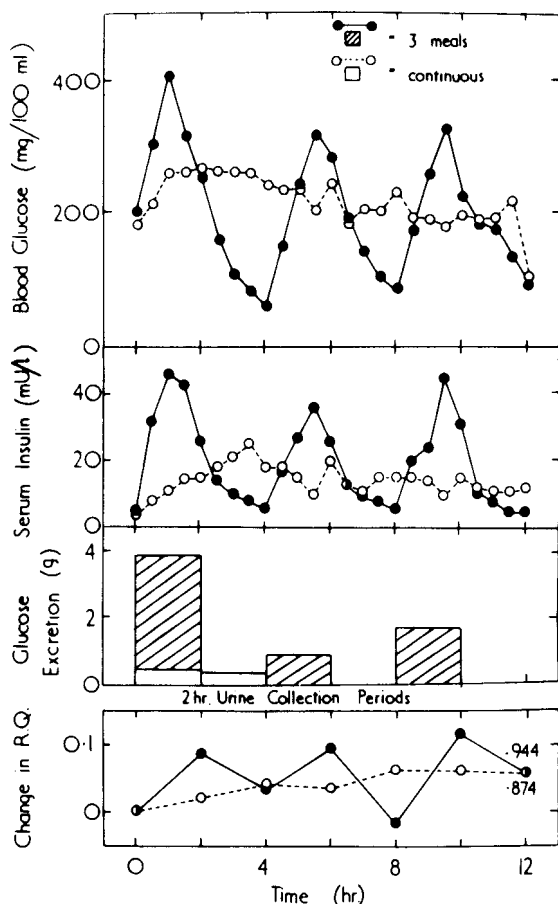 3 meals
continuous
Blood Glucose (mg/100 ml)
400
200
0
Serum Insulin (mU/l)
40
20
0
Glucose Excretion (g)
4
2
0
2hr. Urine Collection Periods
Change in R.Q.
0·1
0
·944
·874
0
4
8
12
Time (hr)